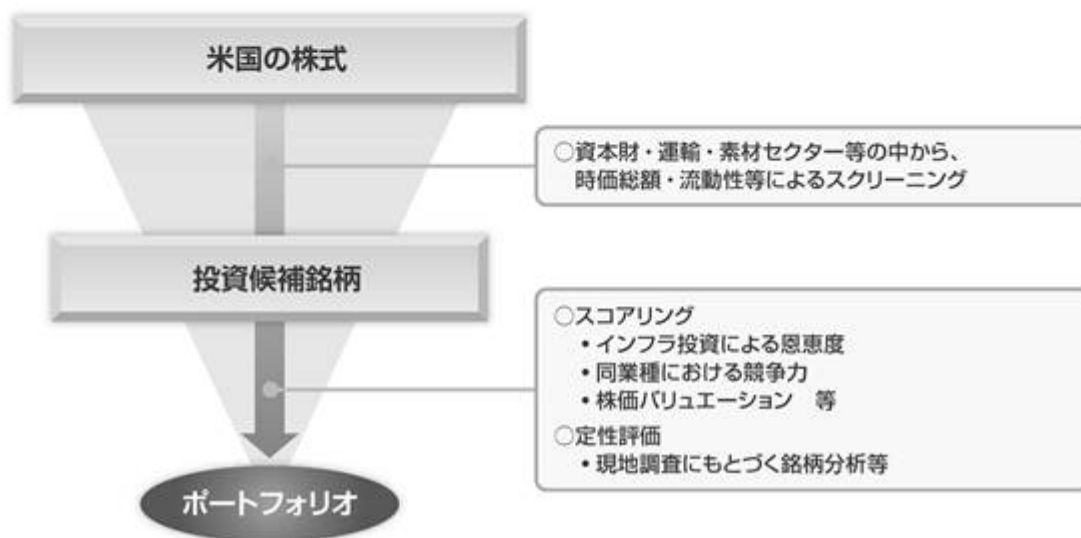 米国の株式
○資本財・運輸・素材セクター等の中から、
時価総額・流動性等によるスクリーニング
投資候補銘柄
○スコアリング
• インフラ投資による恩恵度
• 同業種における競争力
• 株価バリュエーション　等
○定性評価
• 現地調査にもとづく銘柄分析等
ポートフォリオ